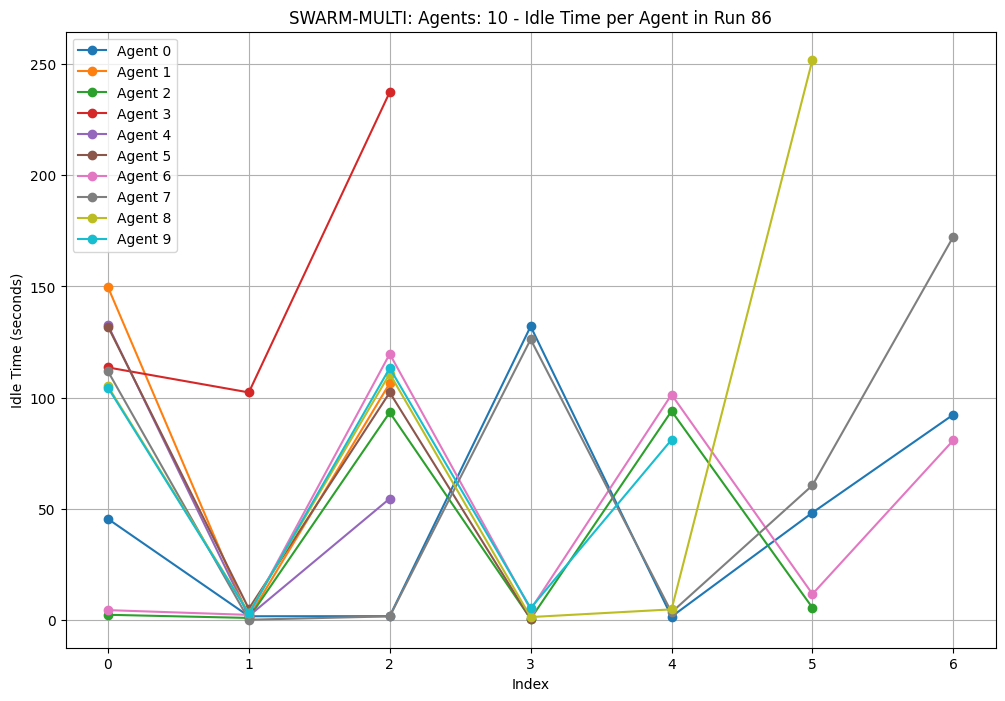 SWARM-MULTI: Agents: 10 - Idle Time per Agent in Run 86
Agent 0
Agent 1
Agent 2
Agent 3
Agent 4
Agent 5
Agent 6
Agent 7
Agent 8
Agent 9
Idle Time (seconds)
250
200
150
100
50
0
0 1 2 3 4 5 6
Index